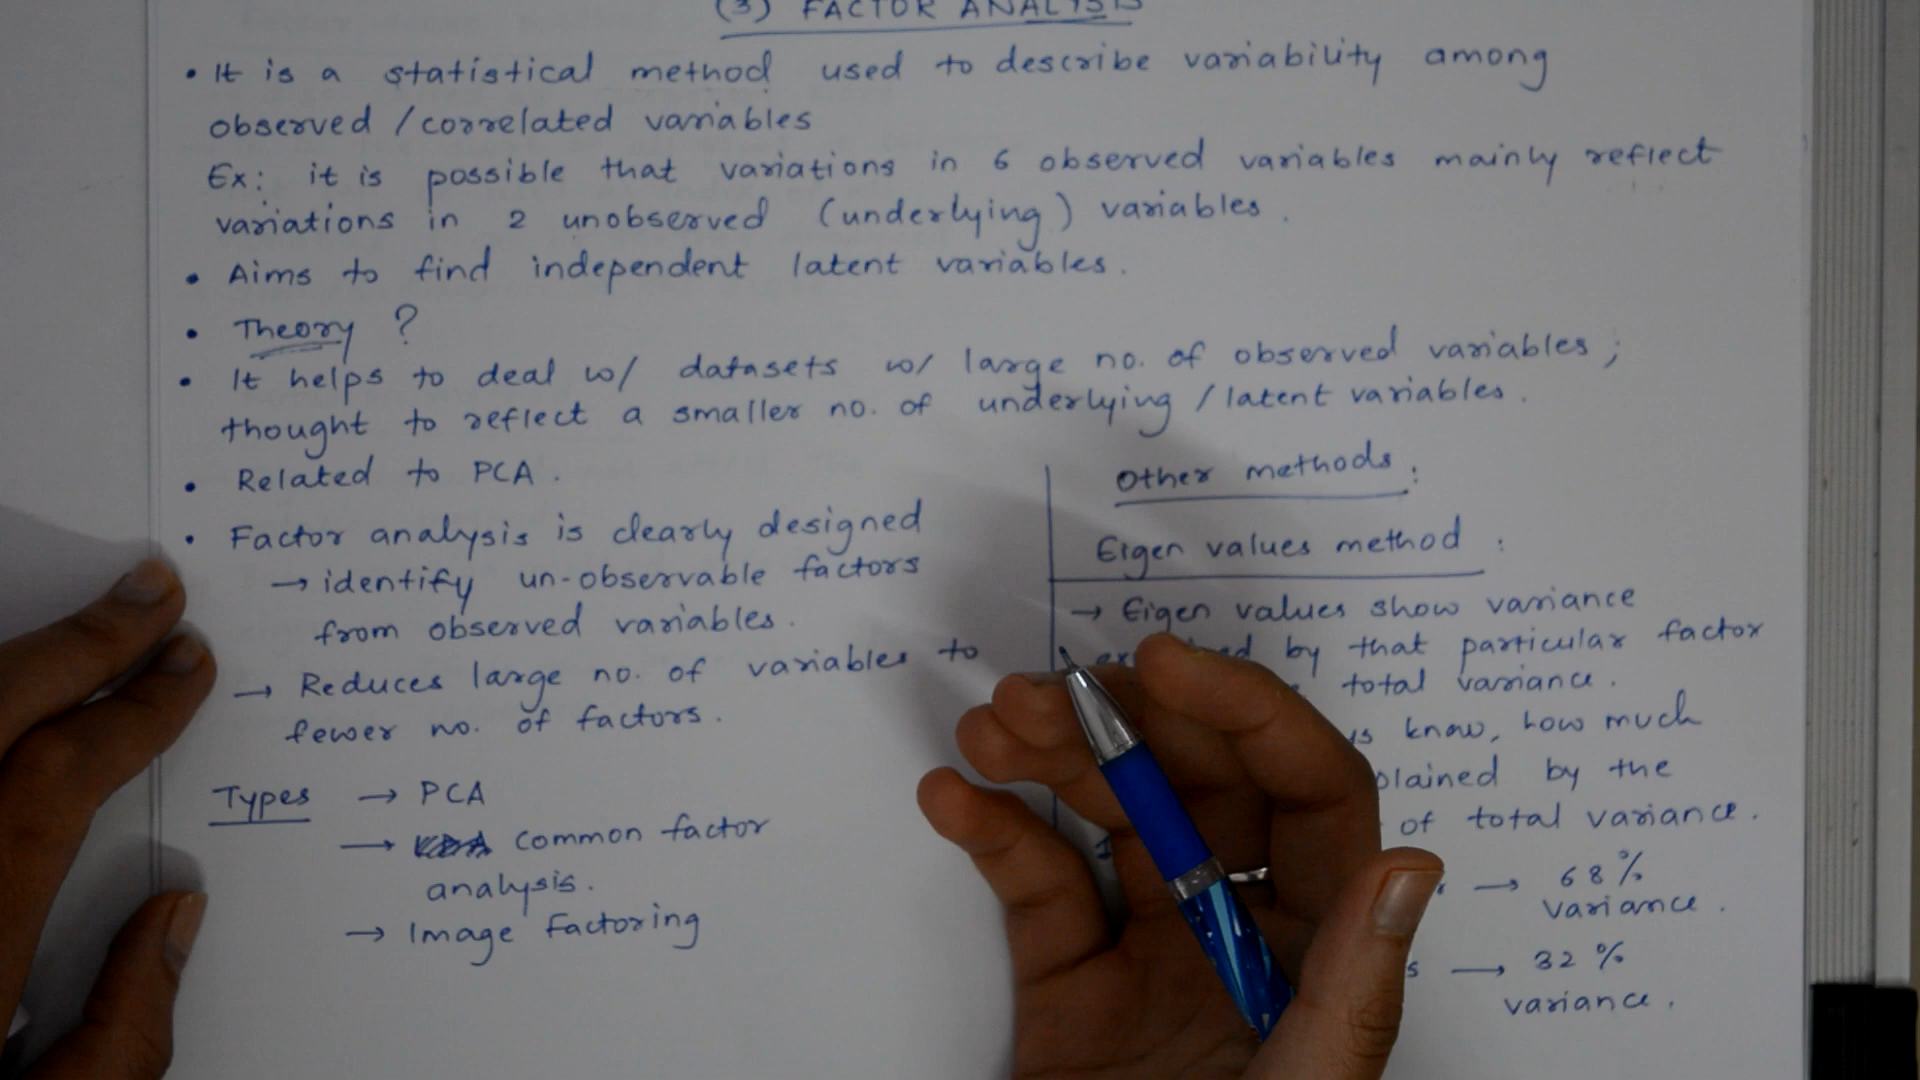 (3) FACTOR ANALYSIS
• It is a statistical method used to describe variability among
observed / correlated variables
Ex: it is possible that variations in 6 observed variables mainly reflect
variations in 2 unobserved (underlying) variables.
• Aims to find independent latent variables.
• Theory ?
• It helps to deal w/ datasets w/ large no. of observed variables ;
thought to reflect a smaller no. of underlying / latent variables.
• Related to PCA.
• Factor analysis is clearly designed
→ identify un-observable factors
from observed variables.
→ Reduces large no. of variables to
fewer no. of factors.
Types → PCA
→ common factor
analysis.
→ Image Factoring
Other methods :
Eigen values method :
→ Eigen values show variance
by that particular factor
total variance.
know, how much
by the
of total variance.
→ 68%
variance.
→ 32%
variance.